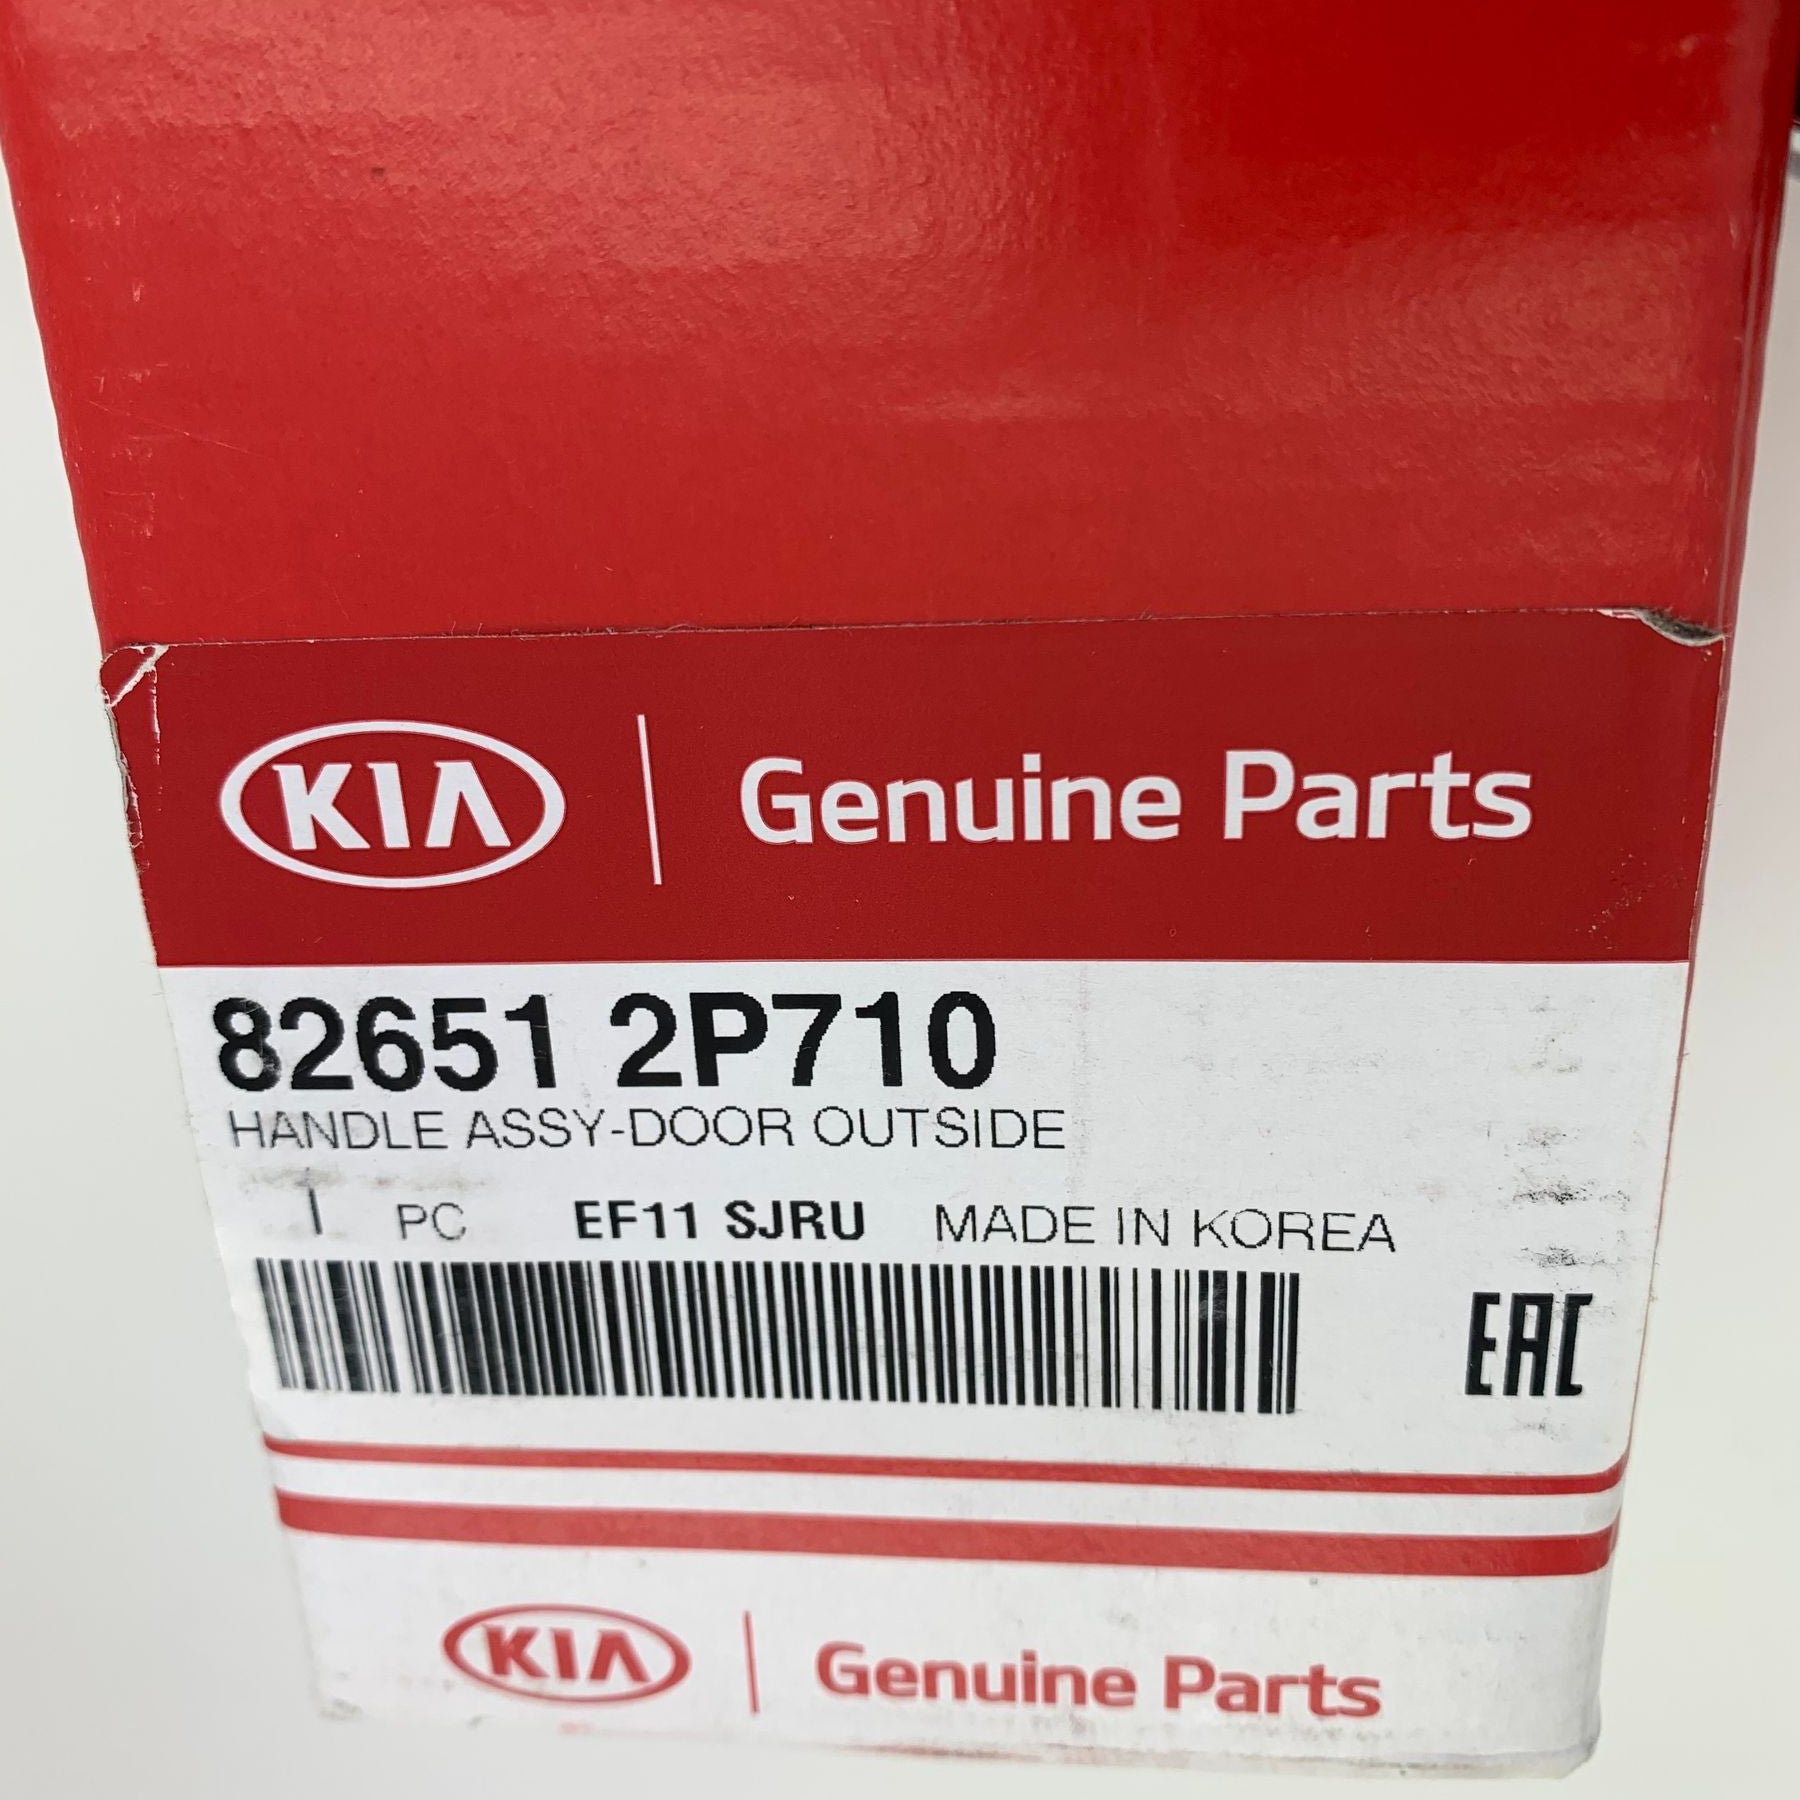 KIA Genuine Parts
82651 2P710
HANDLE ASSY-DOOR OUTSIDE
1 PC EF11 SJRU MADE IN KOREA
EAC
KIA Genuine Parts